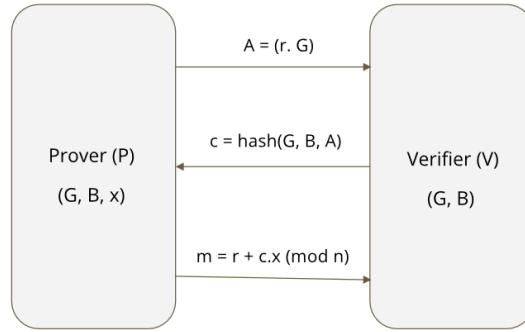 A = (r. G)
c = hash(G, B, A)
Prover (P)
(G, B, x)
Verifier (V)
(G, B)
m = r + c.x (mod n)